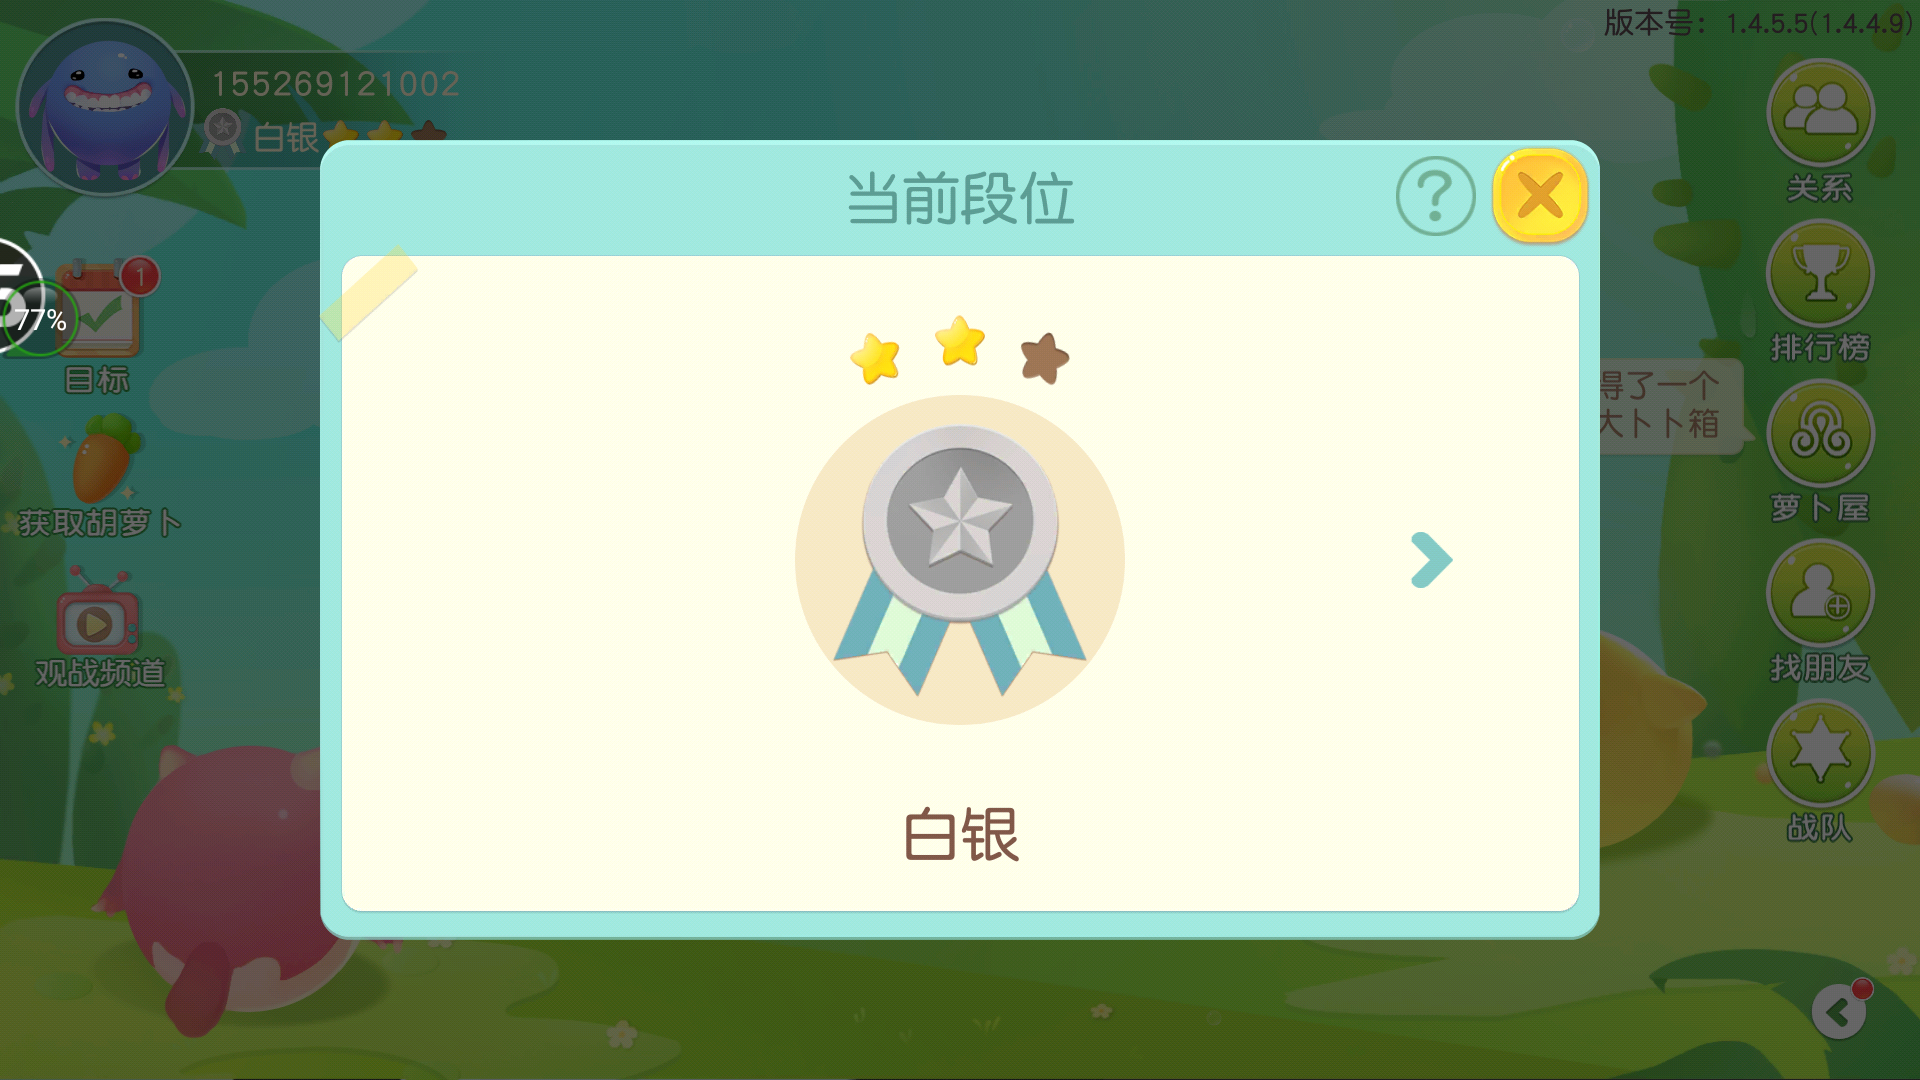 版本号：1.4.5.5(1.4.4.9)
155269121002
白银
当前段位
?
关系
1
77%
目标
排行榜
得了一个
大卜卜箱
获取胡萝卜
萝卜屋
观战频道
找朋友
白银
战队